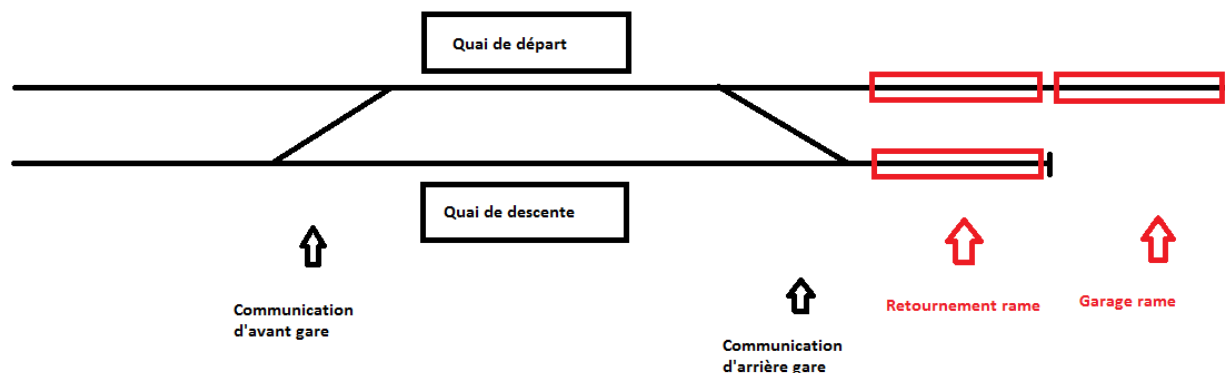 Quai de départ
Quai de descente
Communication
d'avant gare
Communication
d'arrière gare
Retournement rame
Garage rame